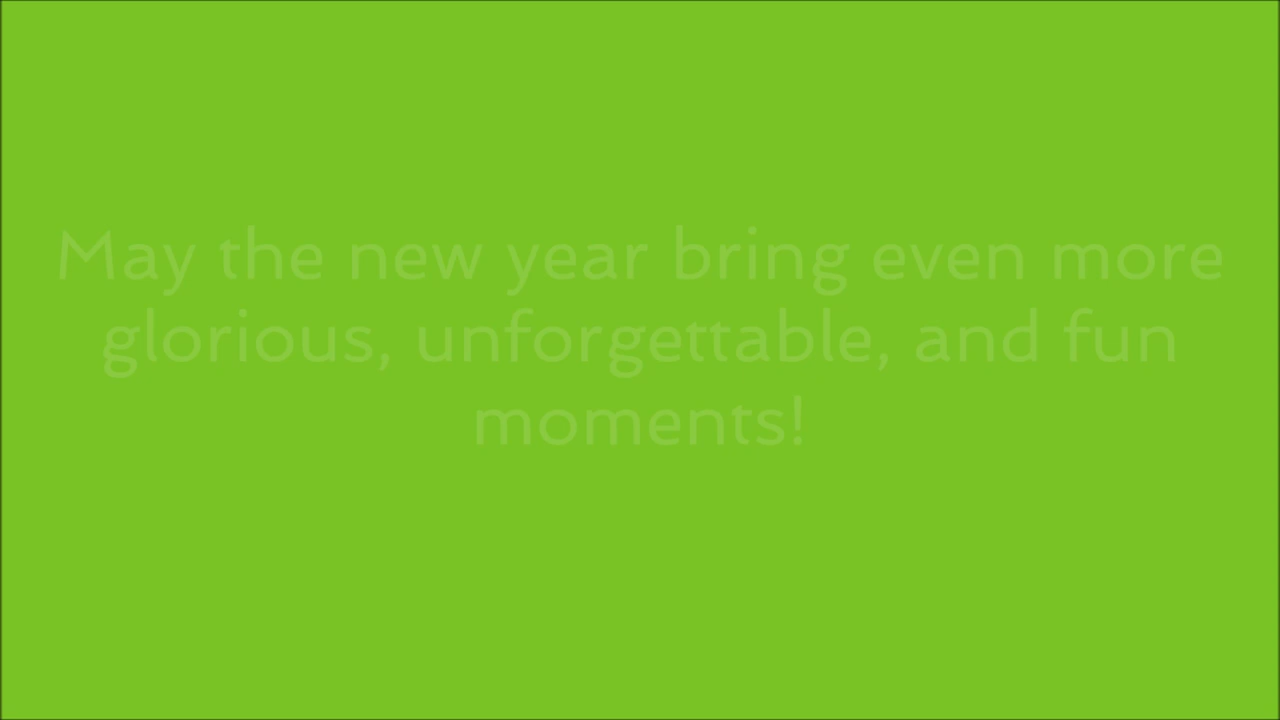 May the new year bring even more
glorious, unforgettable, and fun
moments!